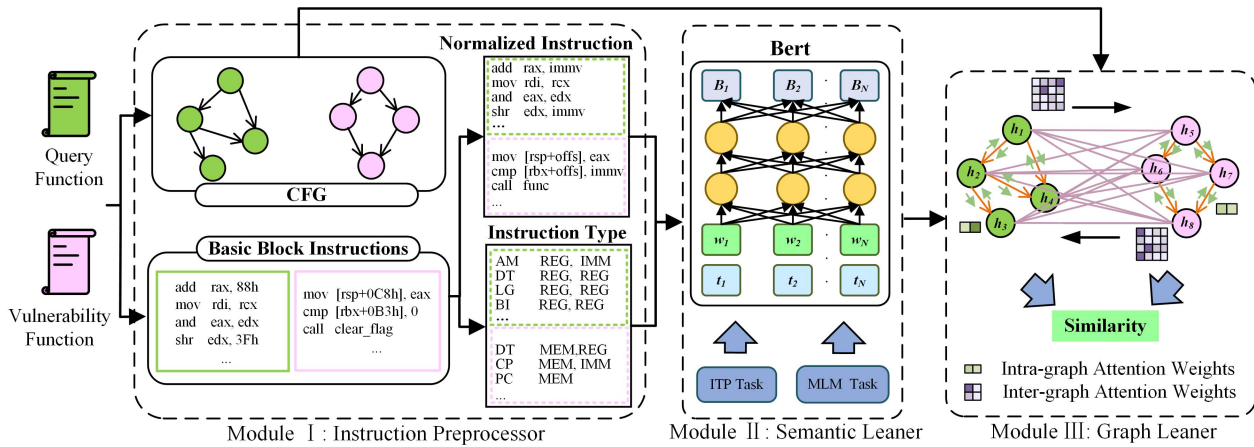 Query
Function
Vulnerability
Function
CFG
Basic Block Instructions
add rax, 88h
mov rdi, rcx
and eax, edx
shr edx, 3Fh
...
mov [rsp+0C8h], eax
cmp [rbx+0B3h], 0
call clear_flag
...
Normalized Instruction
add rax, immv
mov rdi, rcx
and eax, edx
shr edx, immv
...
mov [rsp+offs], eax
cmp [rbx+offs], immv
call func
...
Instruction Type
AM REG, IMM
DT REG, REG
LG REG, REG
BI REG, REG
...
DT MEM,REG
CP MEM, IMM
PC MEM
...
Module Ⅰ: Instruction Preprocessor
Bert
B1 B2 BN
w1 w2 wN
t1 t2 tN
ITP Task
MLM Task
Module Ⅱ: Semantic Leaner
h1
h2
h3
h4
h5
h6
h7
h8
Similarity
Intra-graph Attention Weights
Inter-graph Attention Weights
Module Ⅲ: Graph Leaner